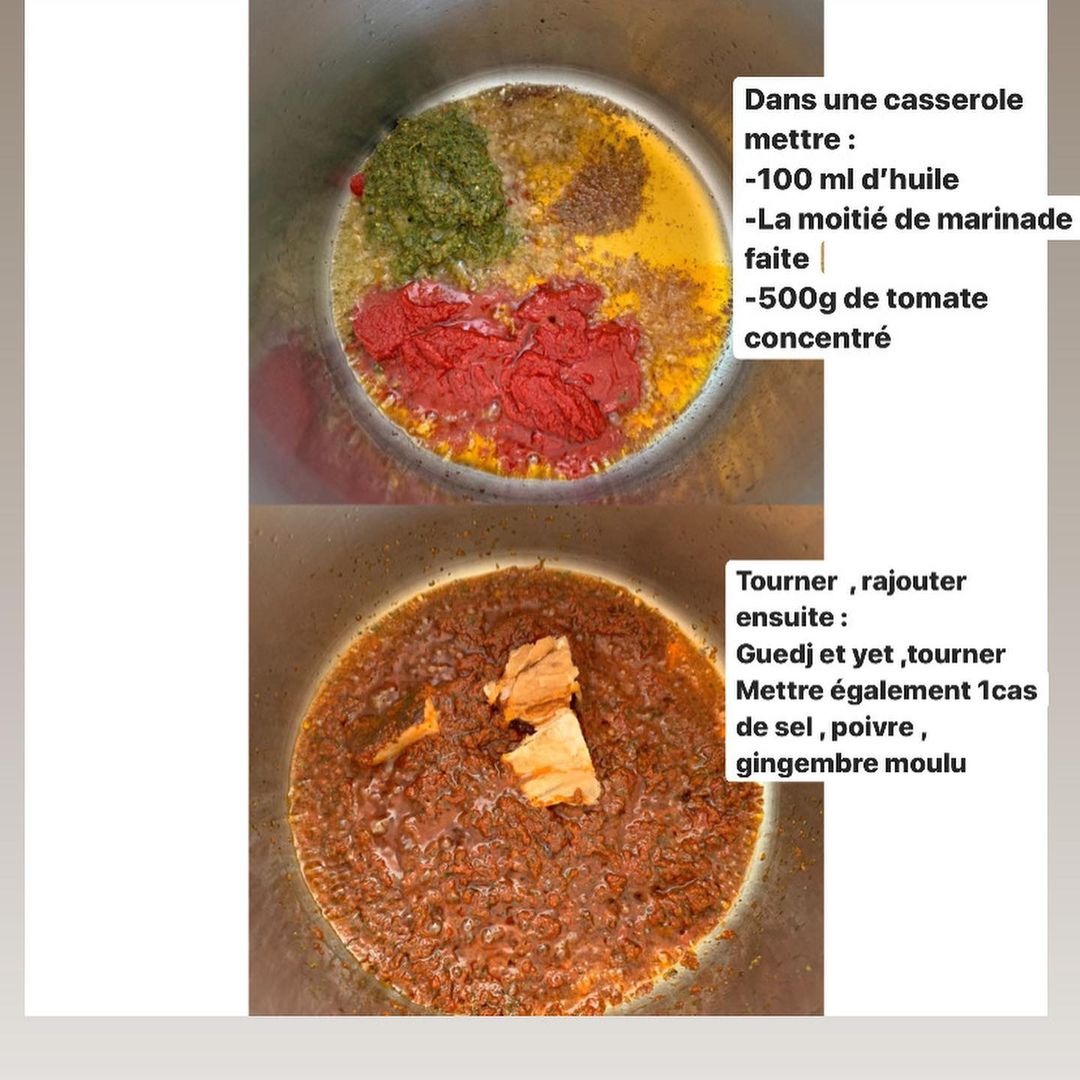 Dans une casserole
mettre :
-100 ml d’huile
-La moitié de marinade
faite
-500g de tomate
concentré
Tourner , rajouter
ensuite :
Guedj et yet ,tourner
Mettre également 1cas
de sel , poivre ,
gingembre moulu